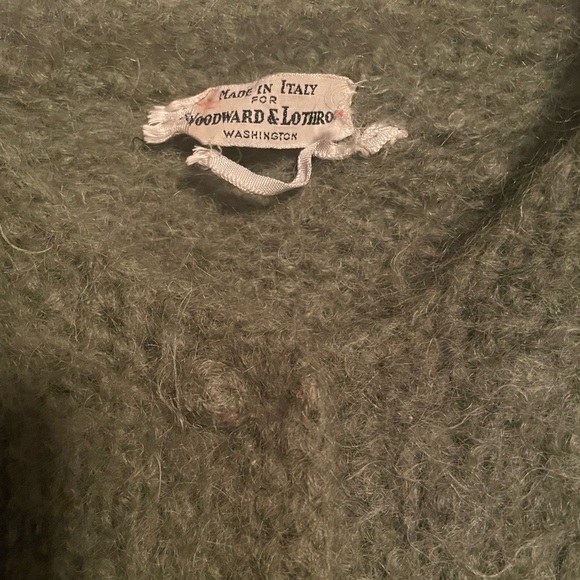 MADE IN ITALY
FOR
WOODWARD & LOTHRO
WASHINGTON